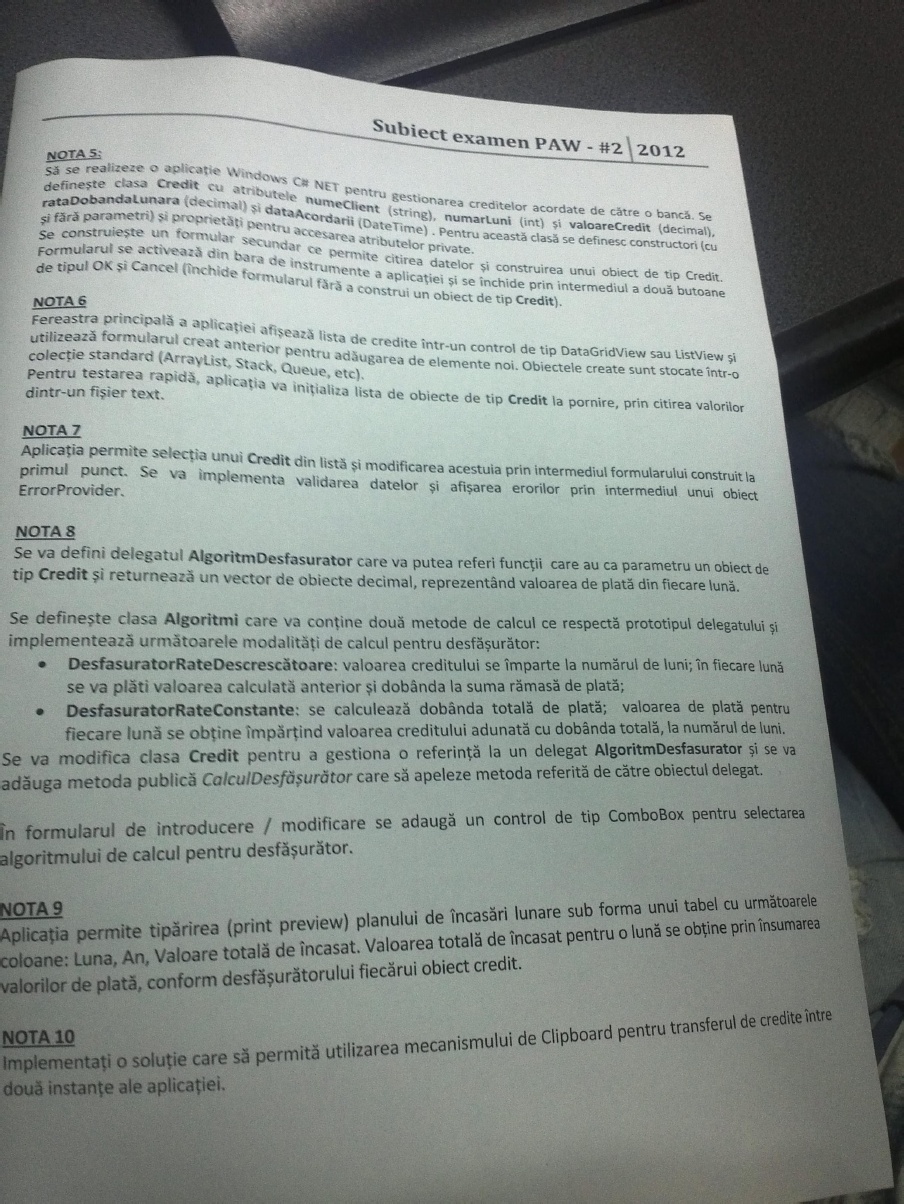 Subiect examen PAW - #2 | 2012
NOTA 5:
Să se realizeze o aplicație Windows C# NET pentru gestionarea creditelor acordate de către o bancă. Se
definește clasa Credit cu atributele numeClient (string), numarLuni (int) și valoareCredit (decimal),
rataDobandaLunara (decimal) și dataAcordarii (DateTime) . Pentru această clasă se definesc constructori (cu
și fără parametri) și proprietăți pentru accesarea atributelor private.
Se construiește un formular secundar ce permite citirea datelor și construirea unui obiect de tip Credit.
Formularul se activează din bara de instrumente a aplicației și se închide prin intermediul a două butoane
de tipul OK și Cancel (închide formularul fără a construi un obiect de tip Credit).
NOTA 6
Fereastra principală a aplicației afișează lista de credite într-un control de tip DataGridView sau ListView și
utilizează formularul creat anterior pentru adăugarea de elemente noi. Obiectele create sunt stocate într-o
colecție standard (ArrayList, Stack, Queue, etc).
Pentru testarea rapidă, aplicația va inițializa lista de obiecte de tip Credit la pornire, prin citirea valorilor
dintr-un fișier text.
NOTA 7
Aplicația permite selecția unui Credit din listă și modificarea acestuia prin intermediul formularului construit la
primul punct. Se va implementa validarea datelor și afișarea erorilor prin intermediul unui obiect
ErrorProvider.
NOTA 8
Se va defini delegatul AlgoritmDesfasurator care va putea referi funcții care au ca parametru un obiect de
tip Credit și returnează un vector de obiecte decimal, reprezentând valoarea de plată din fiecare lună.
Se definește clasa Algoritmi care va conține două metode de calcul ce respectă prototipul delegatului și
implementează următoarele modalități de calcul pentru desfășurător:
• DesfasuratorRateDescrescătoare: valoarea creditului se împarte la numărul de luni; în fiecare lună
se va plăti valoarea calculată anterior și dobânda la suma rămasă de plată;
• DesfasuratorRateConstante: se calculează dobânda totală de plată; valoarea de plată pentru
fiecare lună se obține împărțind valoarea creditului adunată cu dobânda totală, la numărul de luni.
Se va modifica clasa Credit pentru a gestiona o referință la un delegat AlgoritmDesfasurator și se va
adăuga metoda publică CalculDesfășurător care să apeleze metoda referită de către obiectul delegat.
În formularul de introducere / modificare se adaugă un control de tip ComboBox pentru selectarea
algoritmului de calcul pentru desfășurător.
NOTA 9
Aplicația permite tipărirea (print preview) planului de încasări lunare sub forma unui tabel cu următoarele
coloane: Luna, An, Valoare totală de încasat. Valoarea totală de încasat pentru o lună se obține prin însumarea
valorilor de plată, conform desfășurătorului fiecărui obiect credit.
NOTA 10
Implementați o soluție care să permită utilizarea mecanismului de Clipboard pentru transferul de credite între
două instanțe ale aplicației.